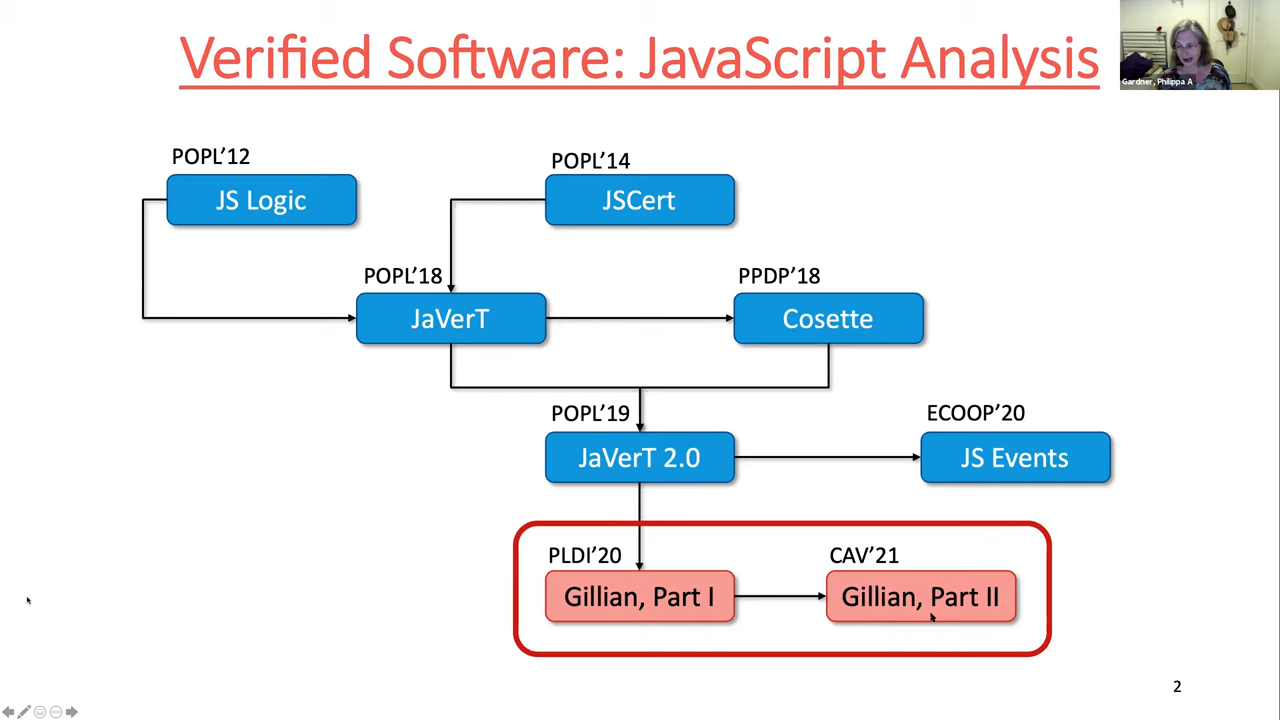 Verified Software: JavaScript Analysis
Gardner, Philippa A
POPL’12
JS Logic
POPL’14
JSCert
POPL’18
JaVerT
PPDP’18
Cosette
POPL’19
JaVerT 2.0
ECOOP’20
JS Events
PLDI’20
Gillian, Part I
CAV’21
Gillian, Part II
2